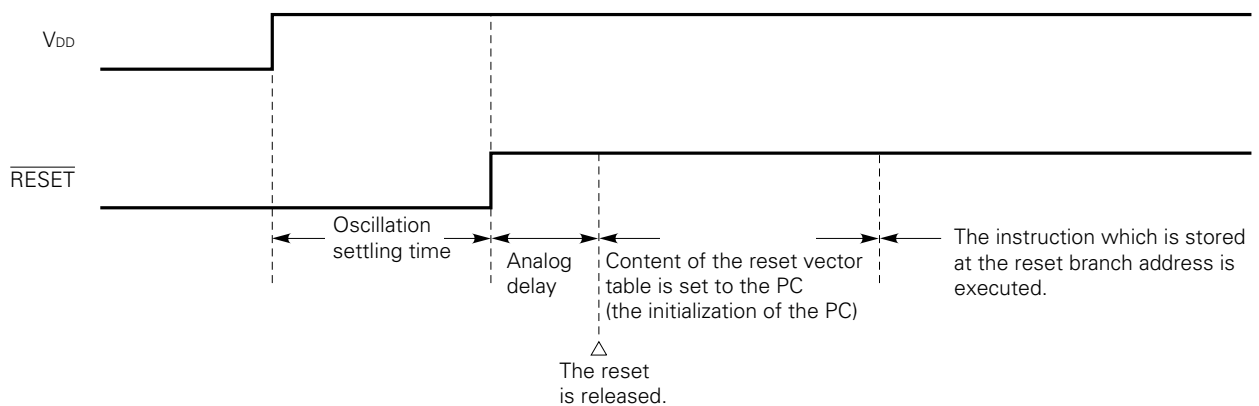 VDD
RESET
Oscillation
settling time
Analog
delay
Content of the reset vector
table is set to the PC
(the initialization of the PC)
The instruction which is stored
at the reset branch address is
executed.
The reset
is released.